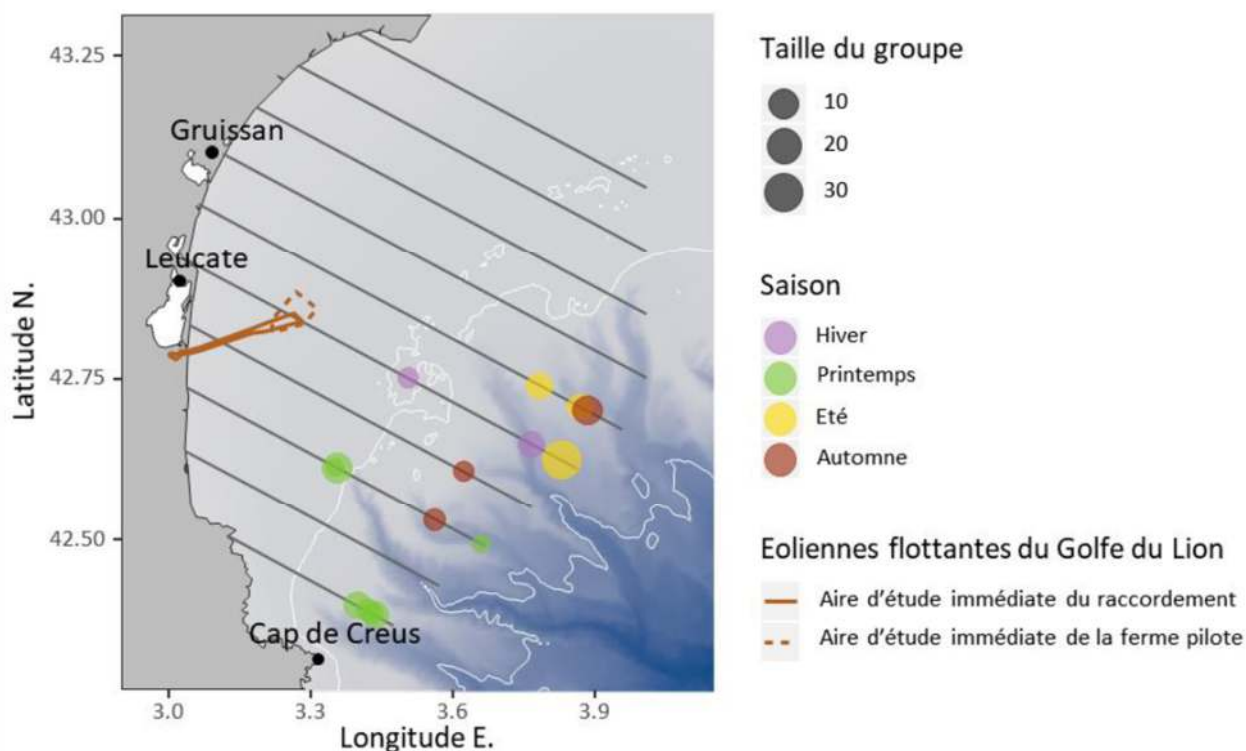 43.25
43.00
42.75
42.50
Latitude N.
Gruissan
Leucate
Cap de Creus
3.0
3.3
3.6
3.9
Longitude E.
Taille du groupe
10
20
30
Saison
Hiver
Printemps
Eté
Automne
Eoliennes flottantes du Golfe du Lion
Aire d'étude immédiate du raccordement
Aire d'étude immédiate de la ferme pilote